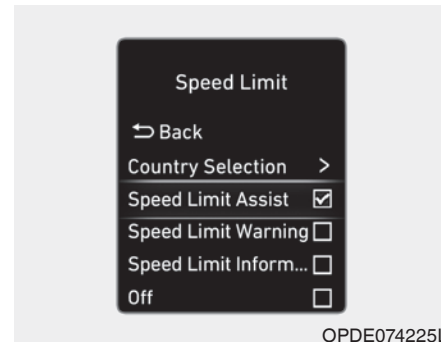 Speed Limit
Back
Country Selection >
Speed Limit Assist
Speed Limit Warning
Speed Limit Inform...
Off
OPDE074225L